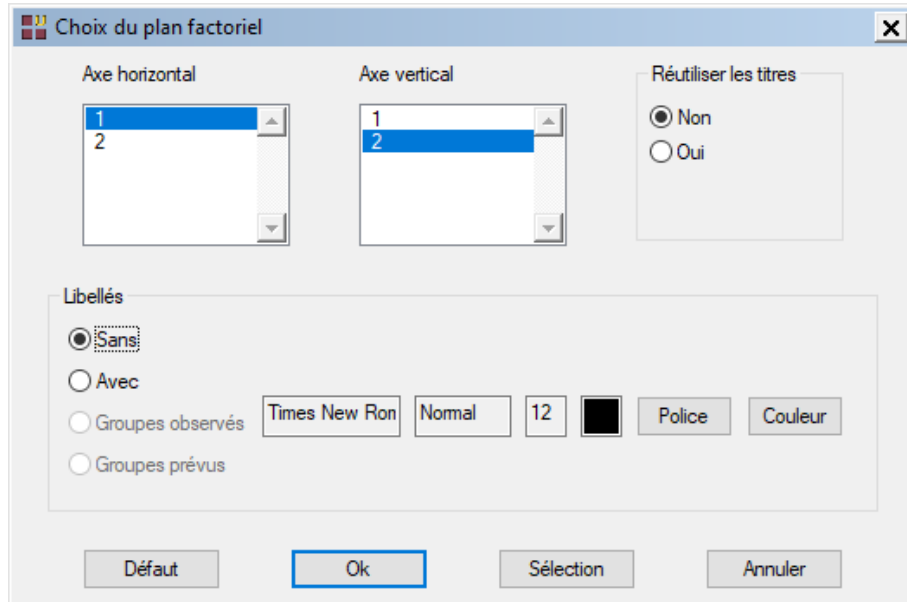 Choix du plan factoriel
Axe horizontal
Axe vertical
Réutiliser les titres
1
2
1
2
Non
Oui
Libellés
Sans
Avec
Groupes observés
Groupes prévus
Times New Ron
Normal
12
Police
Couleur
Défaut
Ok
Sélection
Annuler